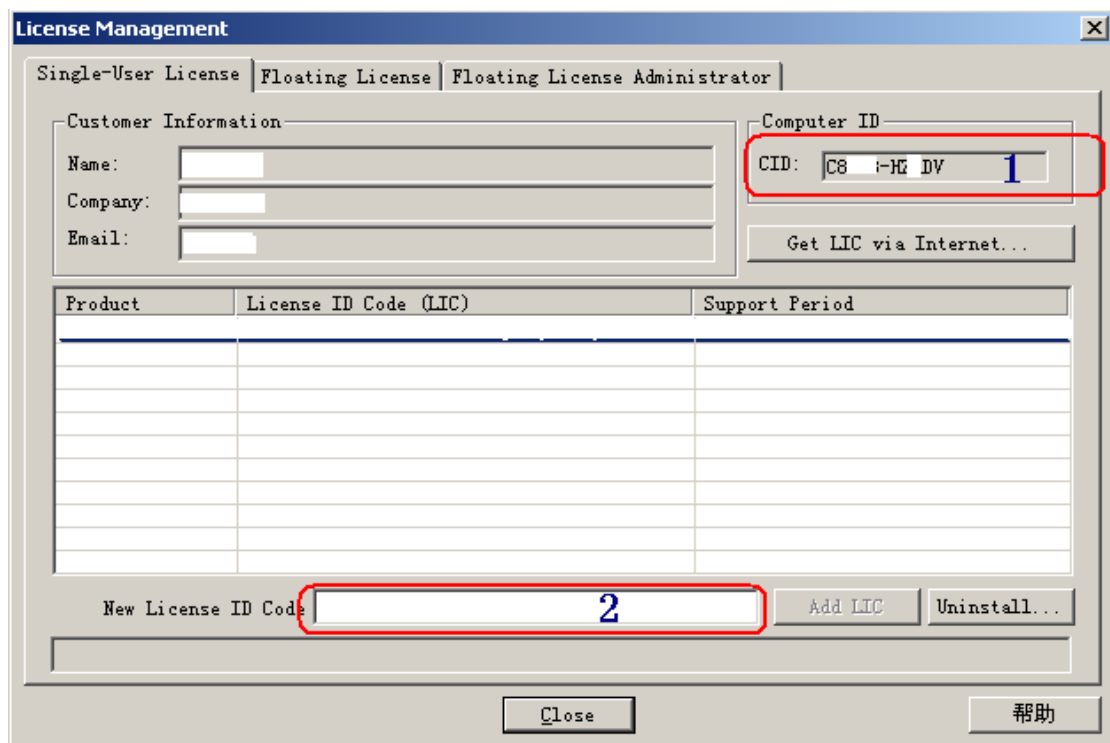 License Management
Single-User License Floating License Floating License Administrator
Customer Information
Name:
Company:
Email:
Computer ID
CID: 1
Get LIC via Internet...
Product License ID Code (LIC) Support Period
New License ID Code 2 Add LIC Uninstall...
Close 帮助